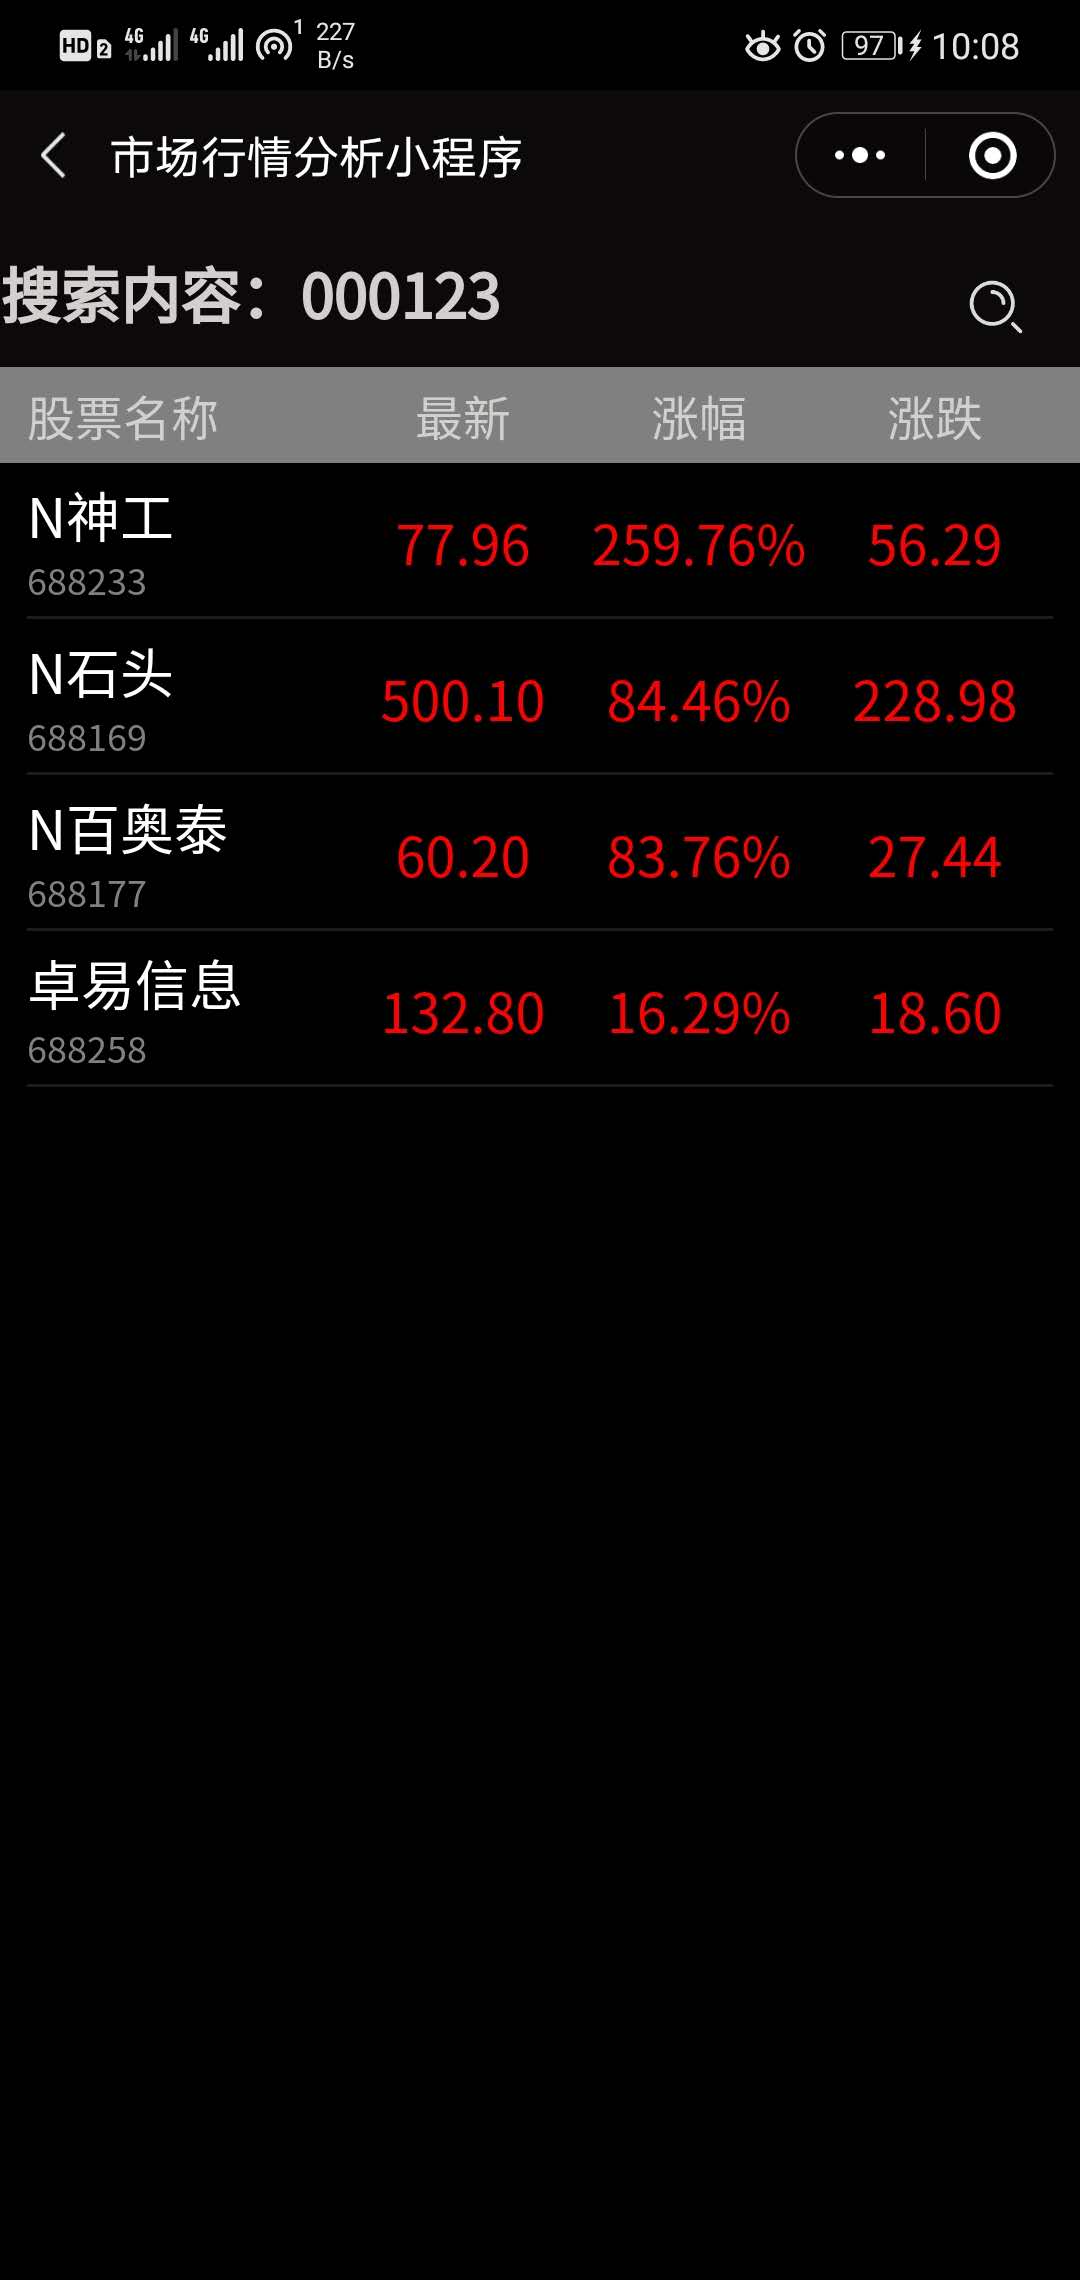 HD 2 4G 4G 1 227 B/s 97 10:08
市场行情分析小程序
搜索内容：000123
股票名称 最新 涨幅 涨跌
N神工 77.96 259.76% 56.29
688233
N石头 500.10 84.46% 228.98
688169
N百奥泰 60.20 83.76% 27.44
688177
卓易信息 132.80 16.29% 18.60
688258